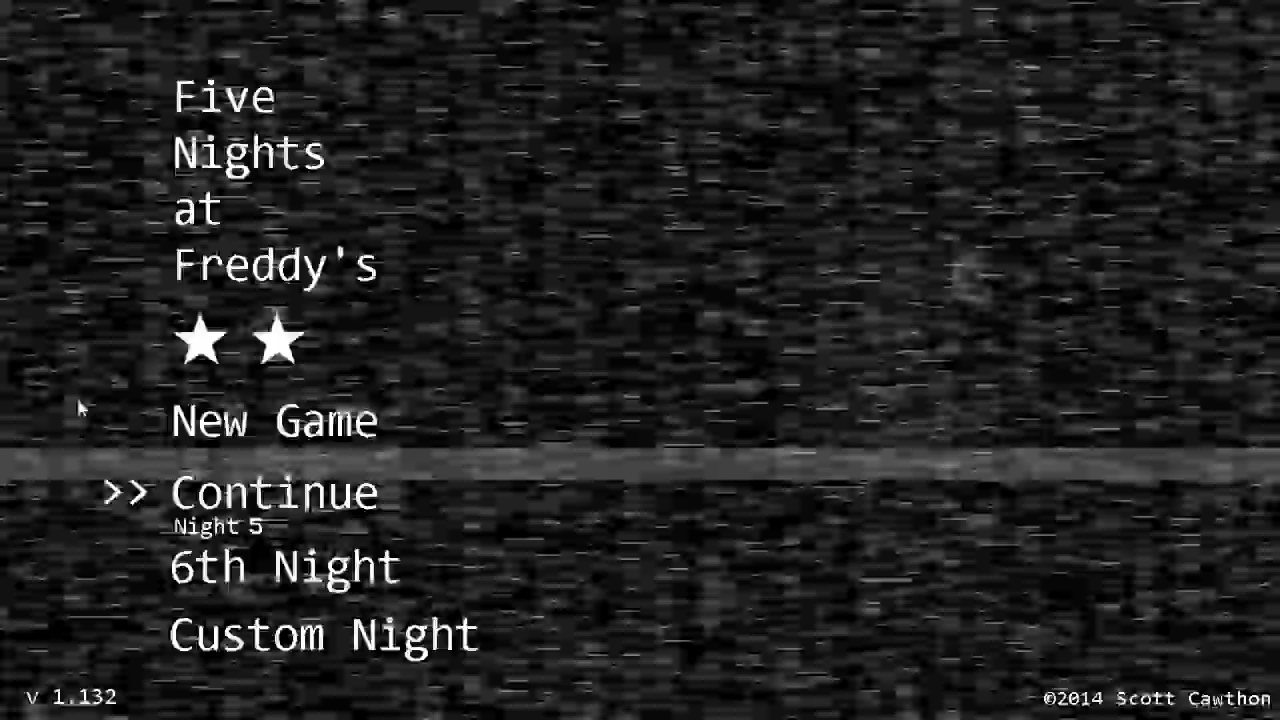 Five
Nights
at
Freddy's
New Game
>> Continue
Night 5
6th Night
Custom Night
v 1.132
©2014 Scott Cawthon